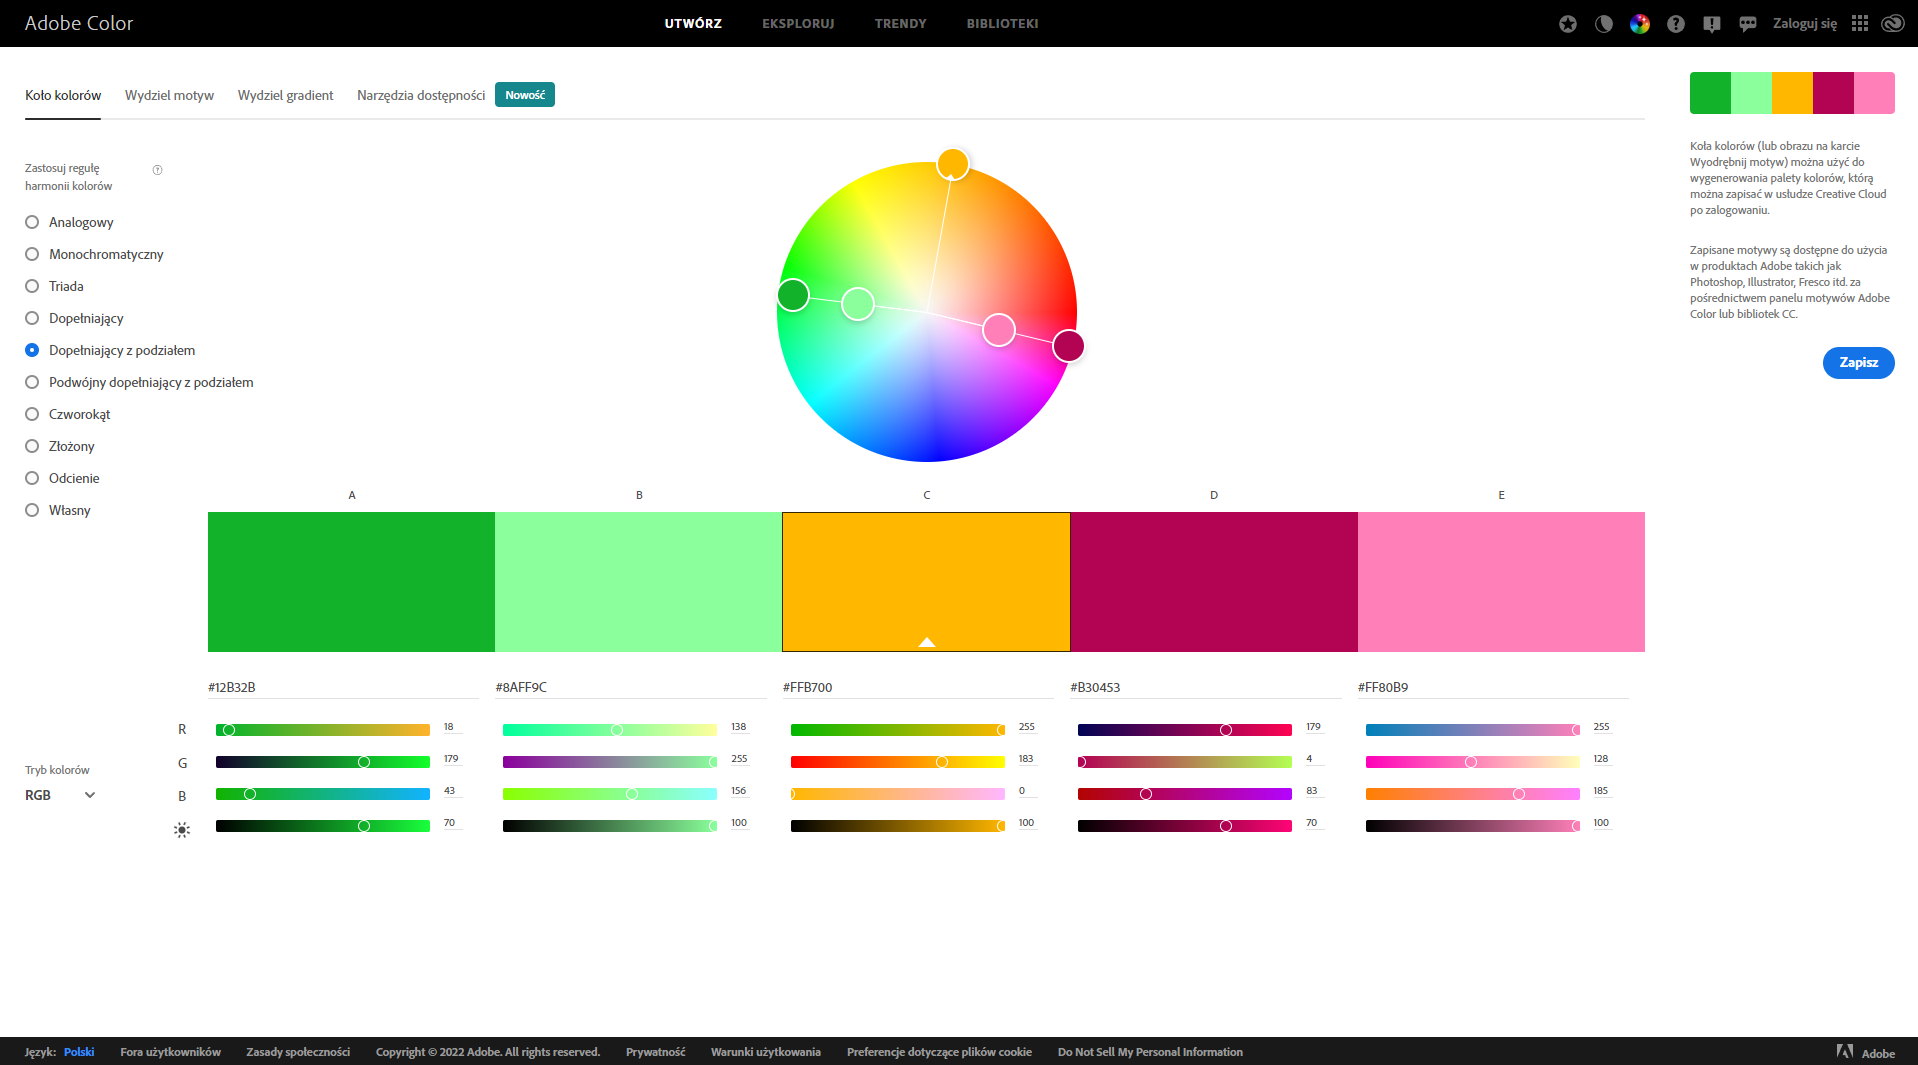 Adobe Color
UTWÓRZ EKSPLORUJ TRENDY BIBLIOTEKI
Zaloguj się
Koło kolorów Wydziel motyw Wydziel gradient Narzędzia dostępności Nowość
Zastosuj regułę
harmonii kolorów
Analogowy
Monochromatyczny
Triada
Dopełniający
Dopełniający z podziałem
Podwójny dopełniający z podziałem
Czworokąt
Złożony
Odcienie
Własny
Koła kolorów (lub obrazu na karcie
Wyodrębnij motyw) można użyć do
wygenerowania palety kolorów, którą
można zapisać w usłudze Creative Cloud
po zalogowaniu.
Zapisane motywy są dostępne do użycia
w produktach Adobe takich jak
Photoshop, Illustrator, Fresco itd. za
pośrednictwem panelu motywów Adobe
Color lub bibliotek CC.
Zapisz
A B C D E
#12B32B #8AFF9C #FFB700 #B30453 #FF80B9
R 18 138 255 179 255
G 179 255 183 4 128
B 43 156 0 83 185
70 100 100 70 100
Tryb kolorów
RGB
Język: Polski Fora użytkowników Zasady społeczności Copyright © 2022 Adobe. All rights reserved. Prywatność Warunki użytkowania Preferencje dotyczące plików cookie Do Not Sell My Personal Information Adobe